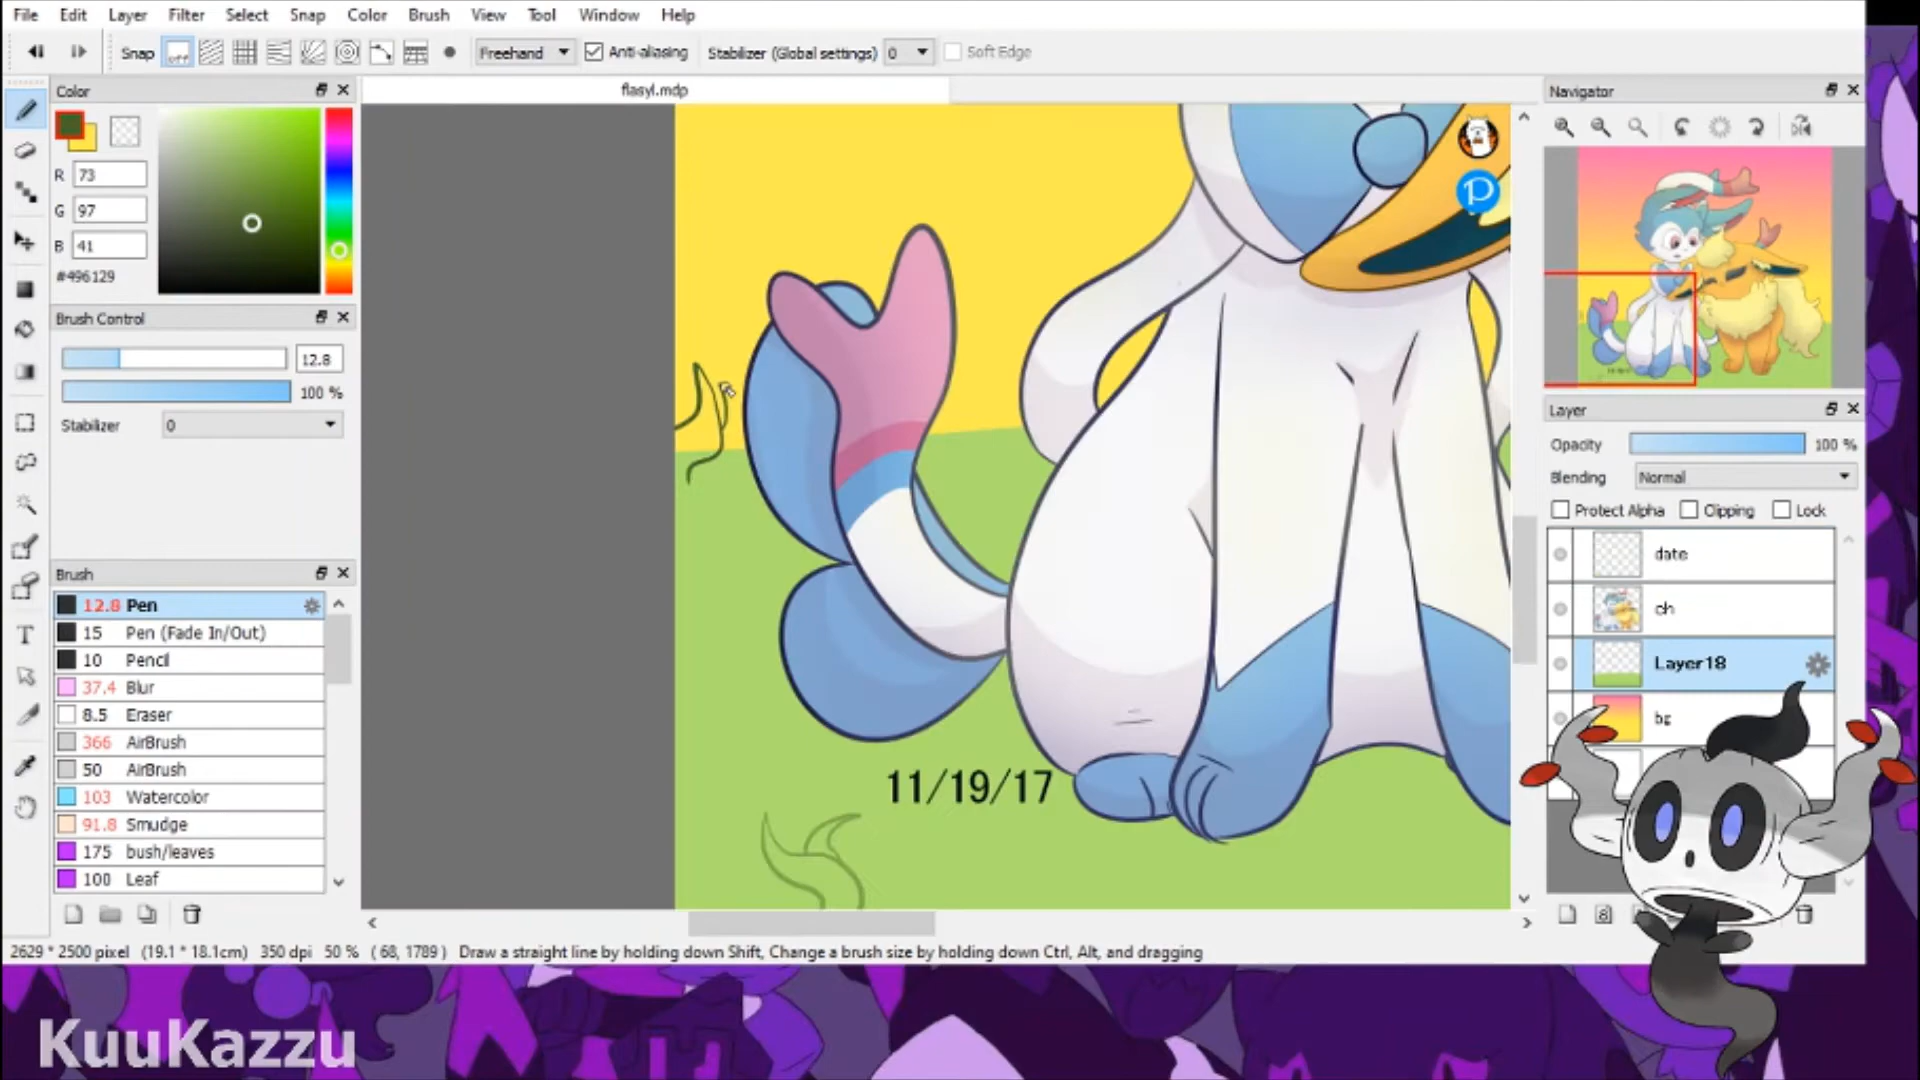 File Edit Layer Filter Select Snap Color Brush View Tool Window Help
Snap off Freehand Anti-aliasing Stabilizer (Global settings) 0 Soft Edge
Color
flasyl.mdp
Navigator
R 73
G 97
B 41
#496129
Brush Control
12.8
100 %
Stabilizer 0
Layer
Opacity 100 %
Blending Normal
Protect Alpha Clipping Lock
date
ch
Layer18
bg
Brush
12.8 Pen
15 Pen (Fade In/Out)
10 Pencil
37.4 Blur
8.5 Eraser
366 AirBrush
50 AirBrush
103 Watercolor
91.8 Smudge
175 bush/leaves
100 Leaf
11/19/17
2629 * 2500 pixel (19.1 * 18.1cm) 350 dpi 50 % ( 68, 1789 ) Draw a straight line by holding down Shift, Change a brush size by holding down Ctrl, Alt, and dragging
KuuKazzu